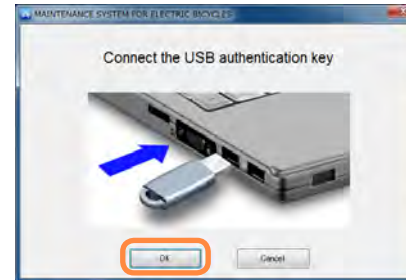 MAINTENANCE SYSTEM FOR ELECTRIC BICYCLES
Connect the USB authentication key
OK
Cancel